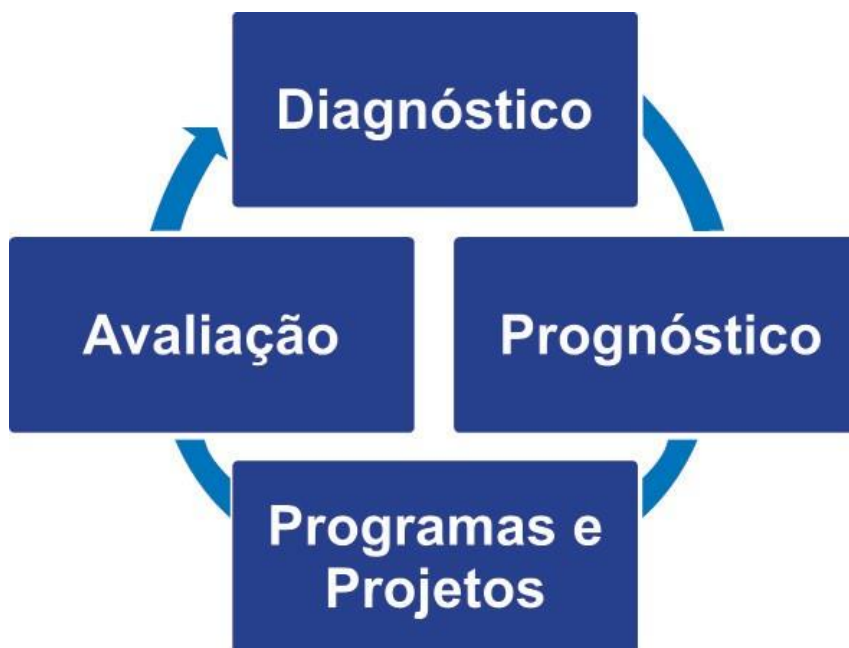 Diagnóstico
Prognóstico
Programas e
Projetos
Avaliação